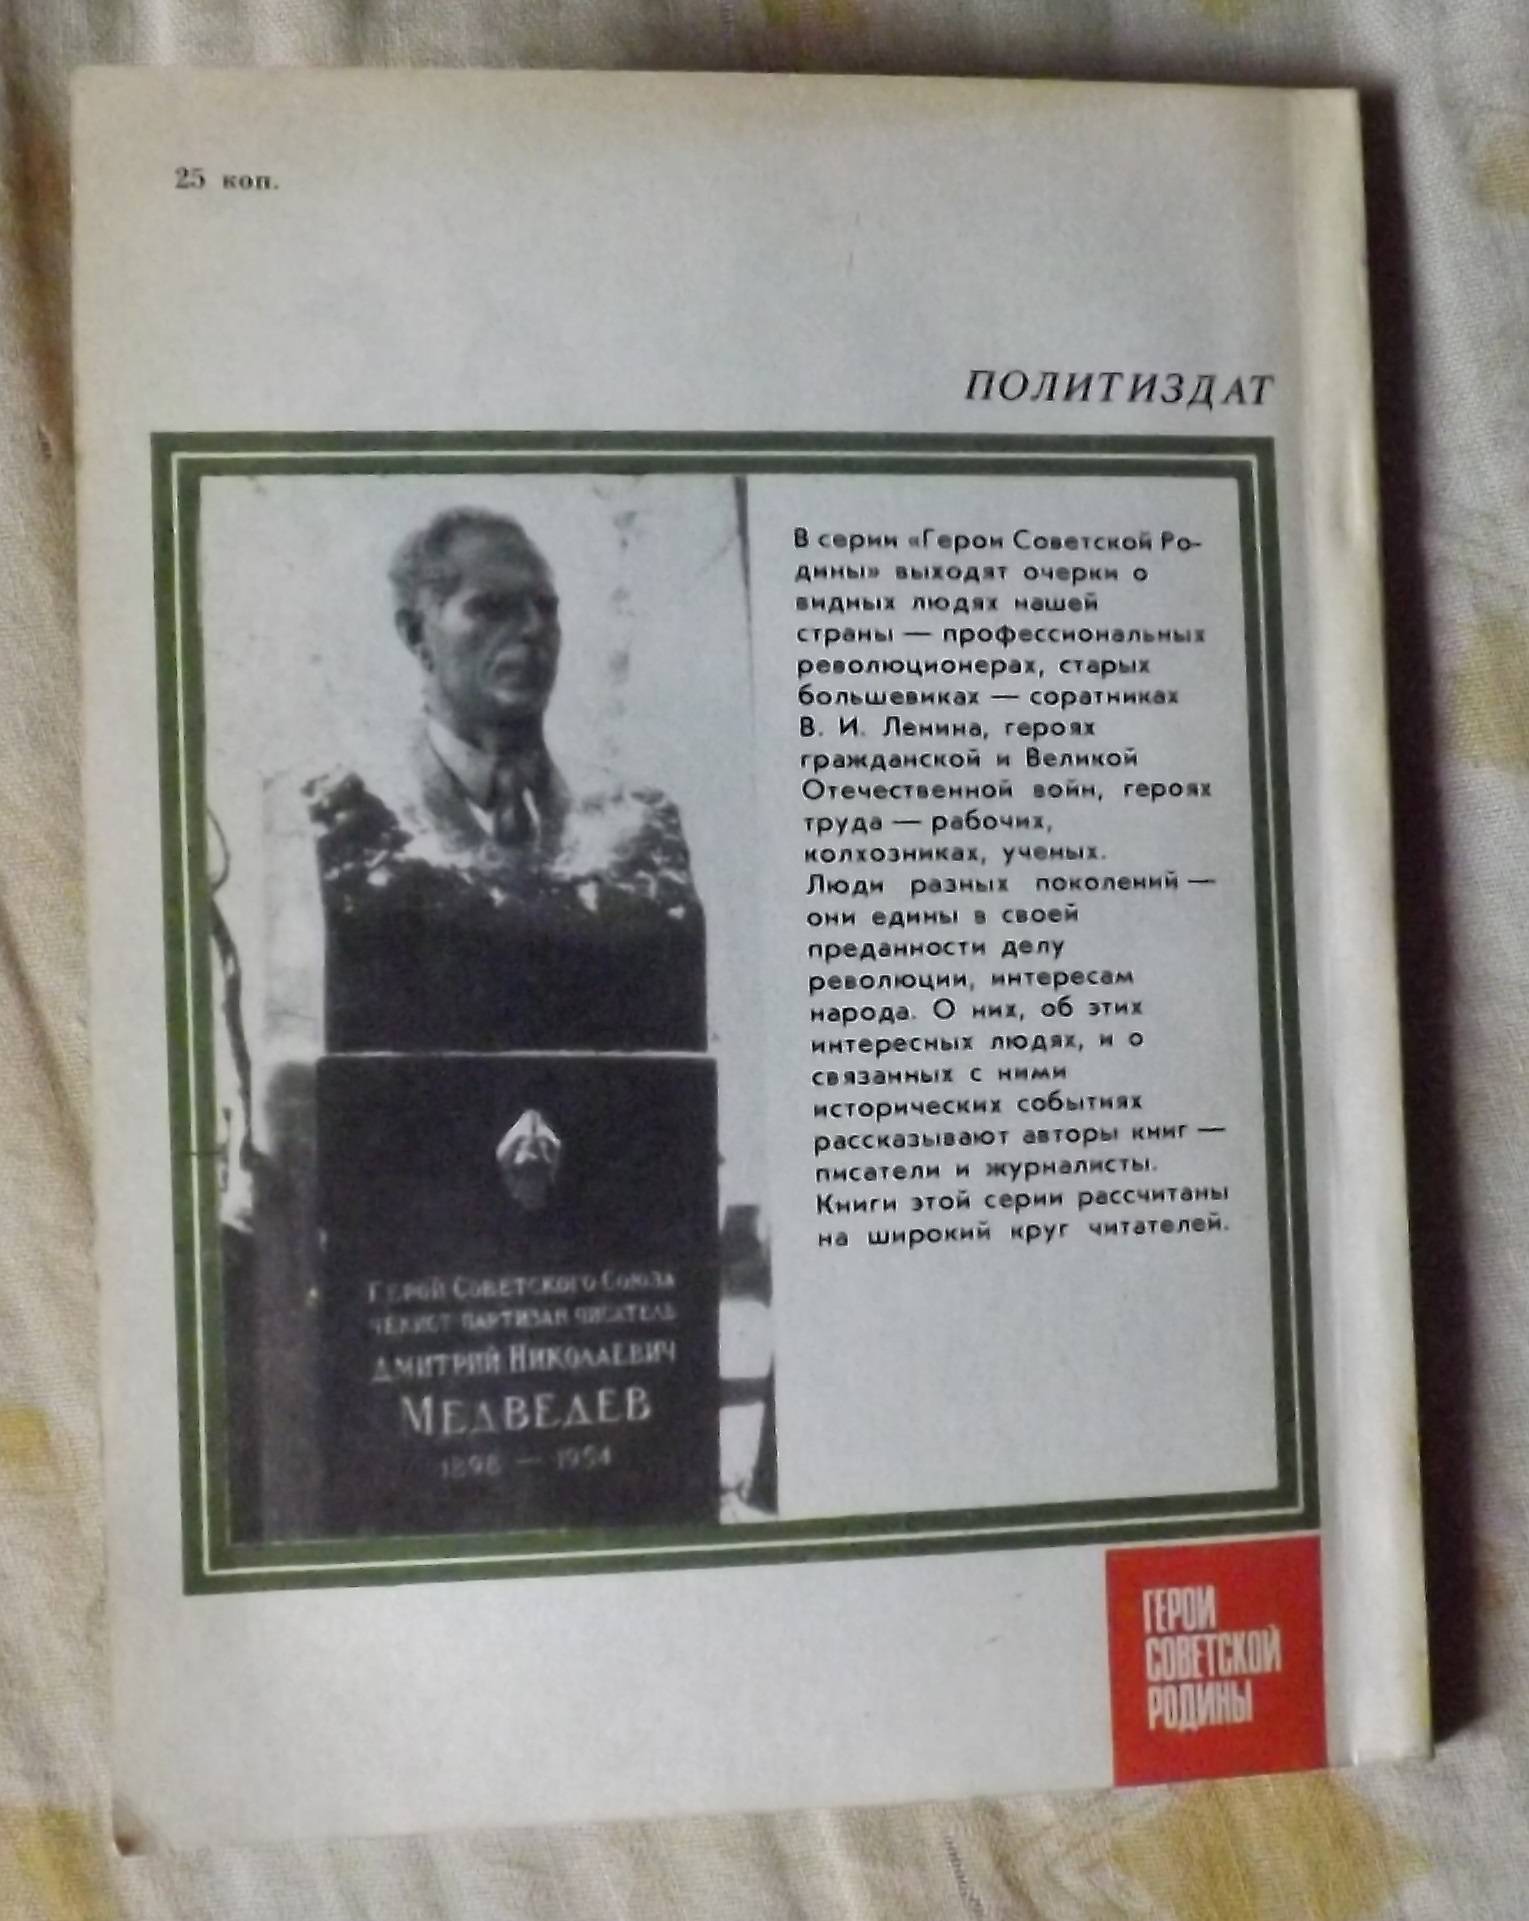 25 коп.
ПОЛИТИЗДАТ
В серии «Герои Советской Ро-
дины» выходят очерки о
видных людях нашей
страны — профессиональных
революционерах, старых
большевиках — соратниках
В. И. Ленина, героях
гражданской и Великой
Отечественной войн, героях
труда — рабочих,
колхозниках, ученых.
Люди разных поколений —
они едины в своей
преданности делу
революции, интересам
народа. О них, об этих
интересных людях, и о
связанных с ними
исторических событиях
рассказывают авторы книг —
писатели и журналисты.
Книги этой серии рассчитаны
на широкий круг читателей.
ГЕРОЙ СОВЕТСКОГО СОЮЗА
ЧЕКИСТ ПАРТИЗАН ПИСАТЕЛЬ
ДМИТРИЙ НИКОЛАЕВИЧ
МЕДВЕДЕВ
1898 — 1954
ГЕРОИ
СОВЕТСКОЙ
РОДИНЫ